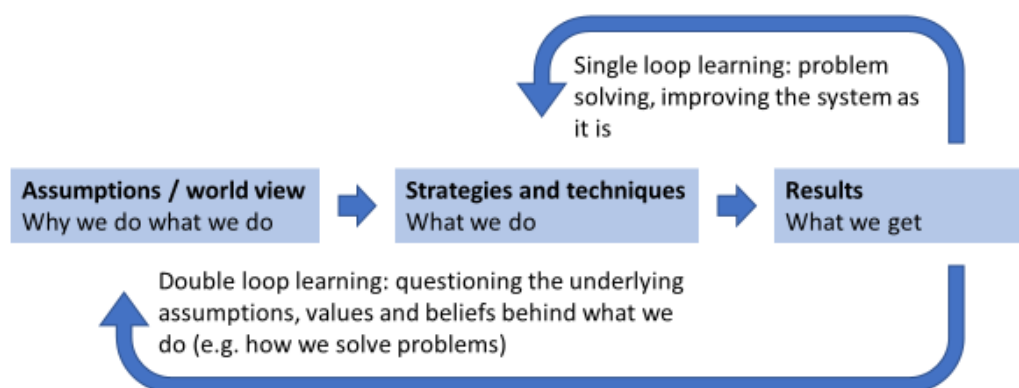 Single loop learning: problem
solving, improving the system as
it is
Assumptions / world view
Why we do what we do
Strategies and techniques
What we do
Results
What we get
Double loop learning: questioning the underlying
assumptions, values and beliefs behind what we
do (e.g. how we solve problems)